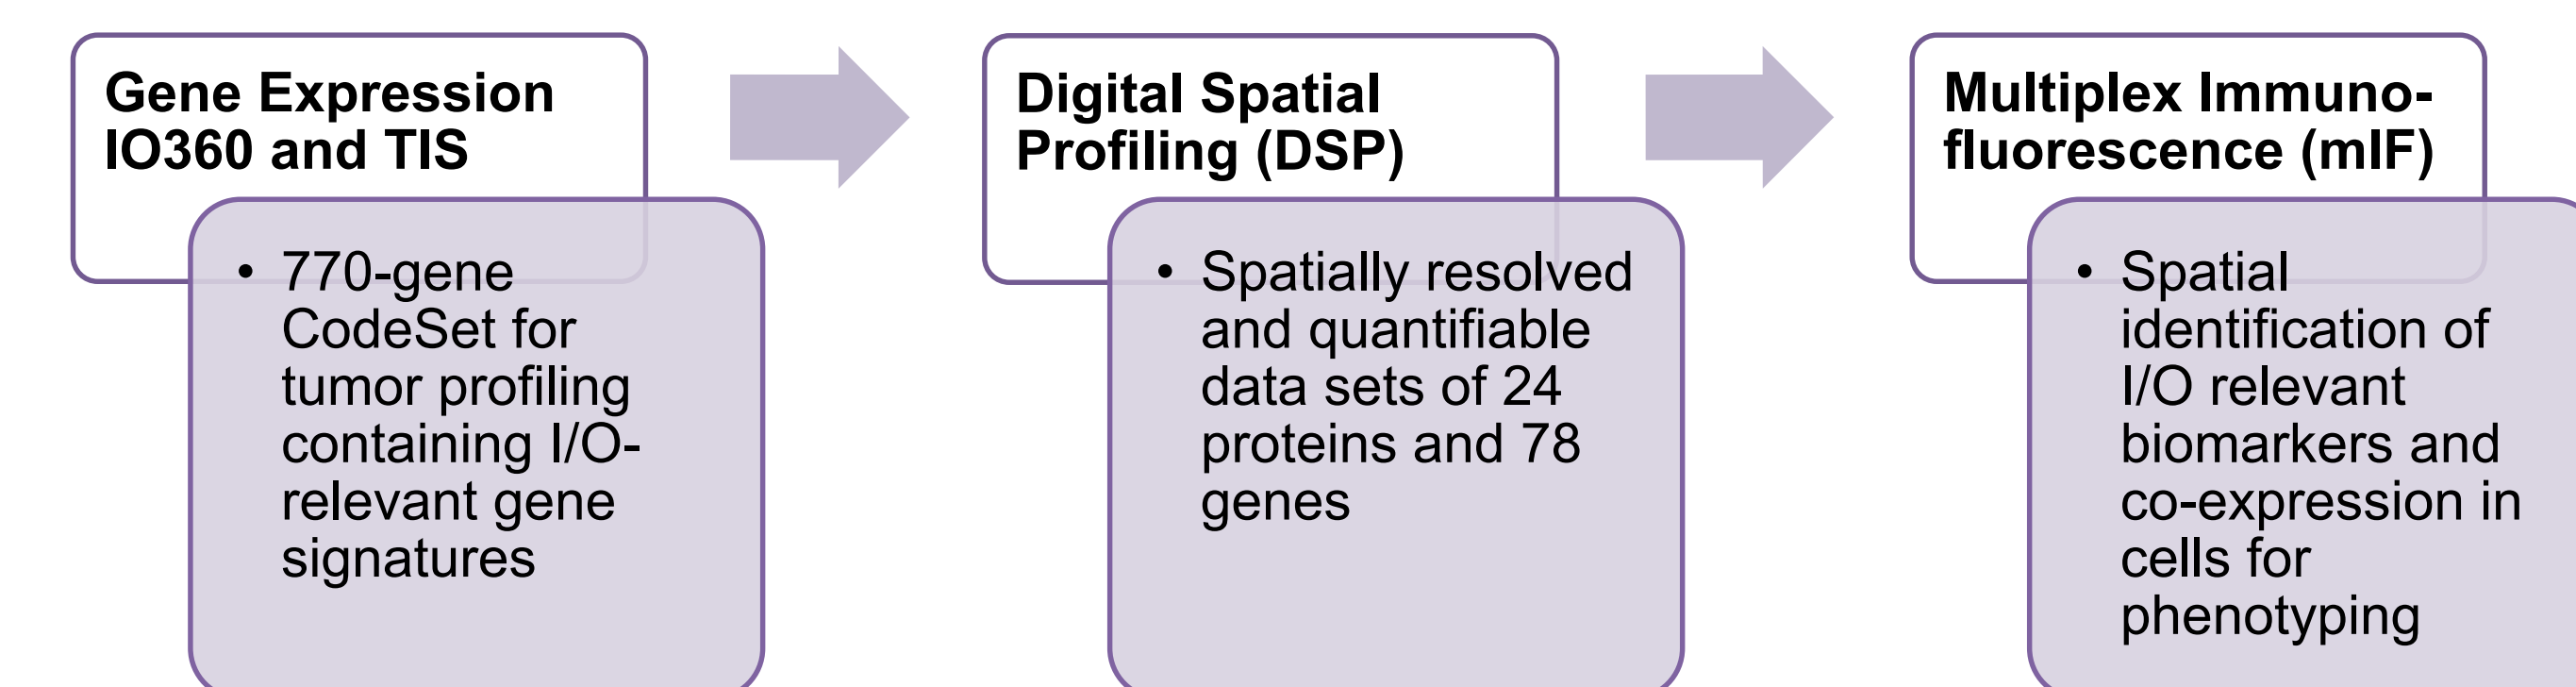 Gene Expression
IO360 and TIS
• 770-gene
CodeSet for
tumor profiling
containing I/O-
relevant gene
signatures
Digital Spatial
Profiling (DSP)
• Spatially resolved
and quantifiable
data sets of 24
proteins and 78
genes
Multiplex Immuno-
fluorescence (mIF)
• Spatial
identification of
I/O relevant
biomarkers and
co-expression in
cells for
phenotyping